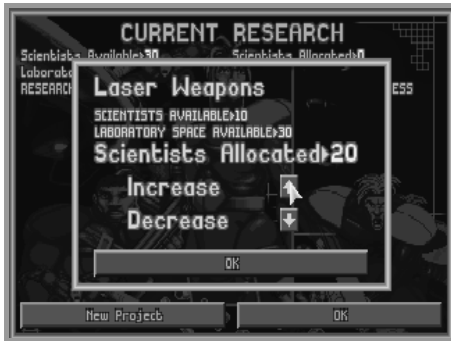 CURRENT RESEARCH
Scientists Available>30 Scientists Allocated>0
Laborato
RESEARCH ESS
Laser Weapons
SCIENTISTS AVAILABLE>10
LABORATORY SPACE AVAILABLE>30
Scientists Allocated>20
Increase
Decrease
OK
New Project OK